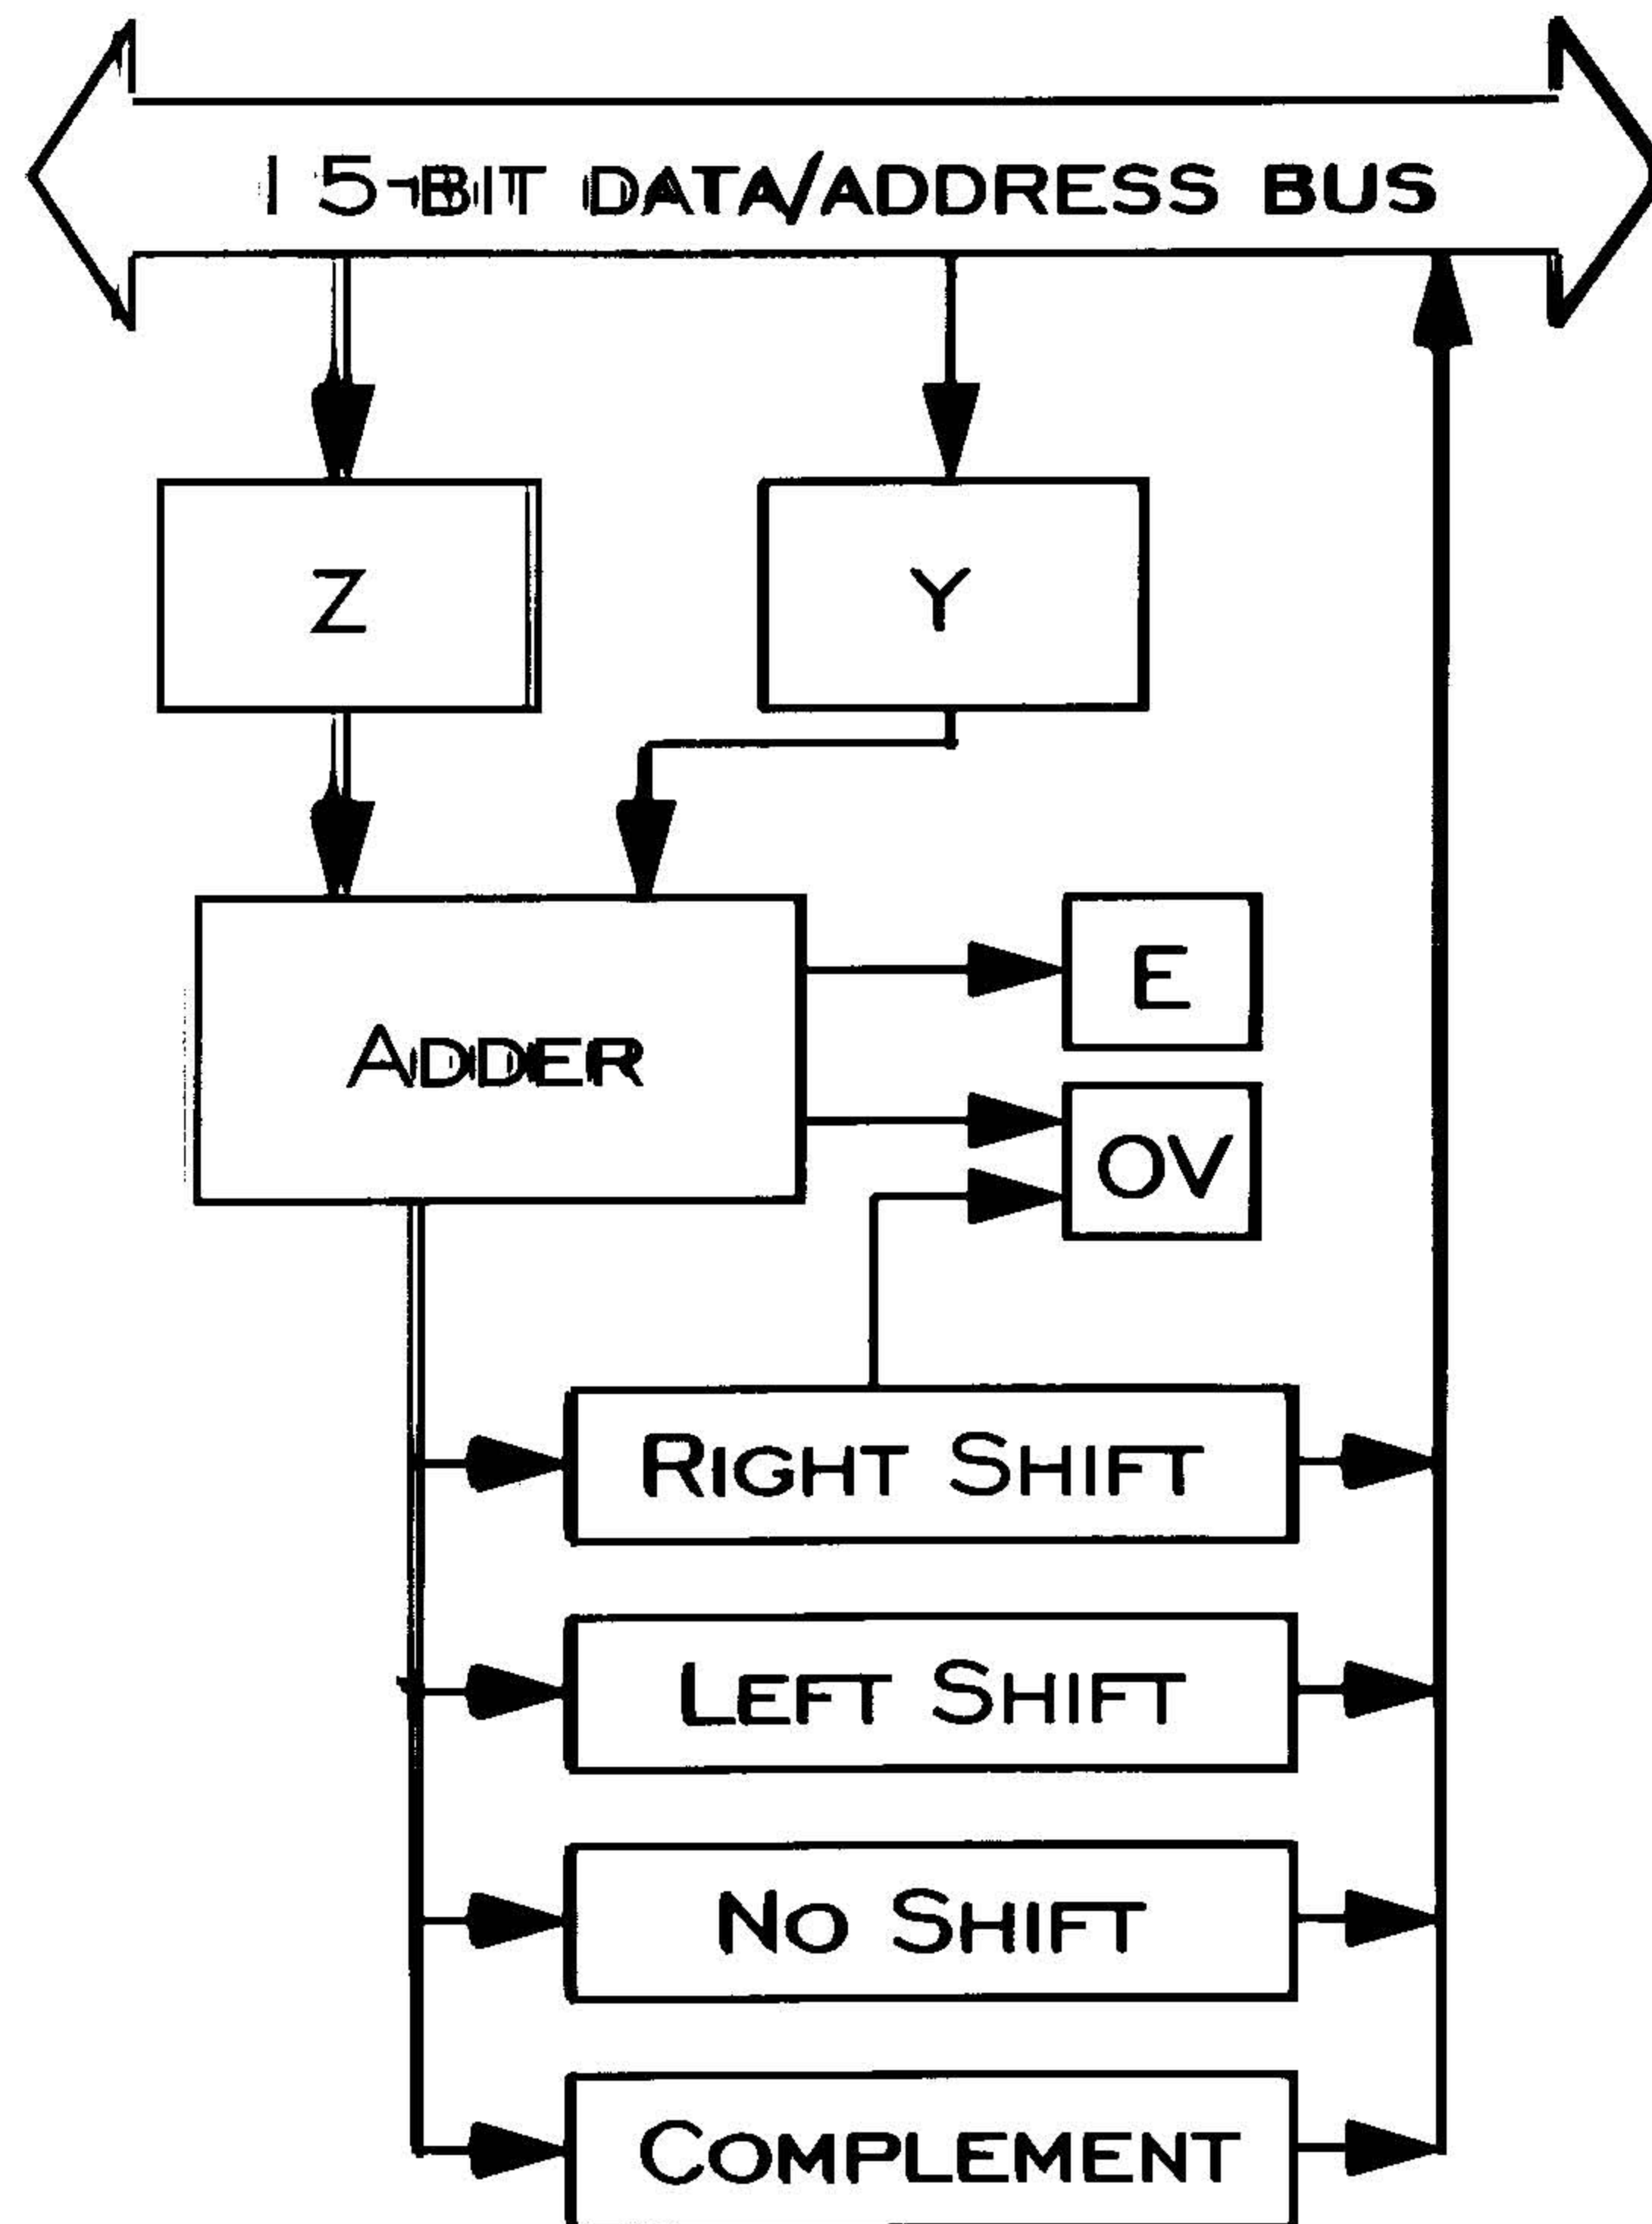 15-BIT DATA/ADDRESS BUS
Z
Y
ADDER
E
OV
RIGHT SHIFT
LEFT SHIFT
NO SHIFT
COMPLEMENT